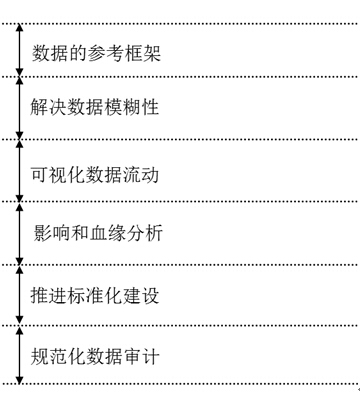 数据的参考框架
解决数据模糊性
可视化数据流动
影响和血缘分析
推进标准化建设
规范化数据审计